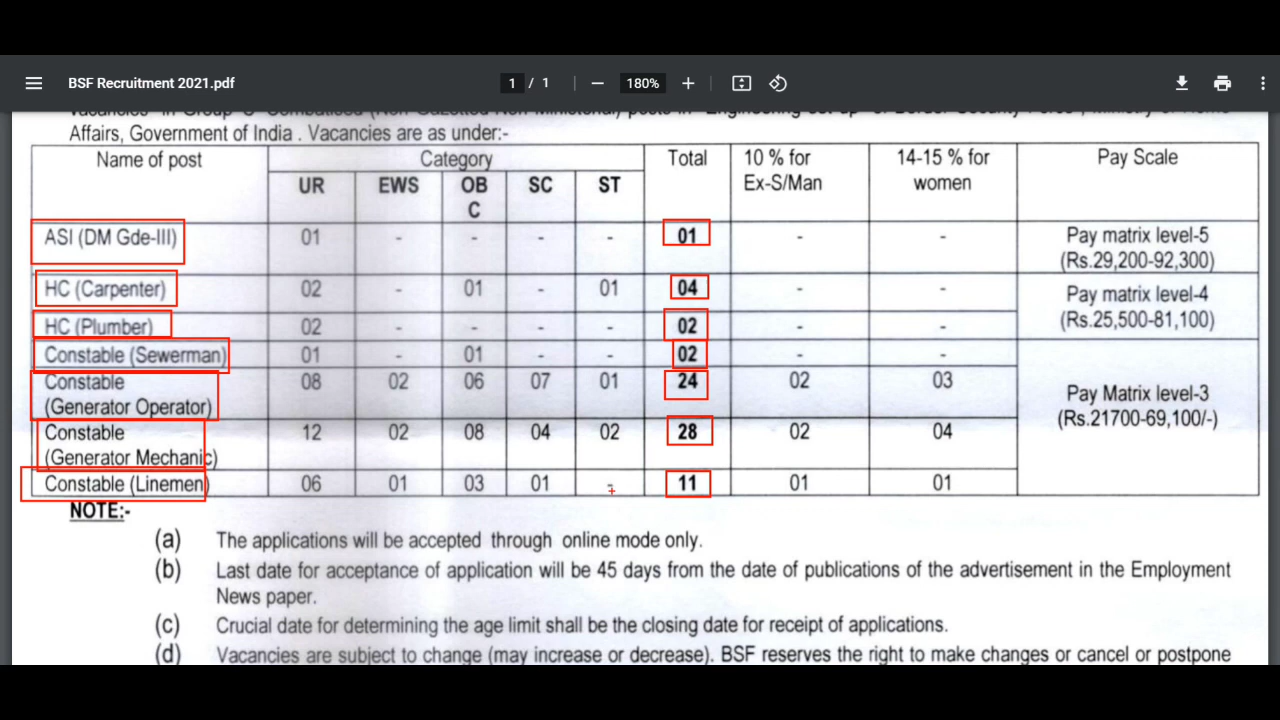 BSF Recruitment 2021.pdf 1 / 1 180%
Vacancies in Group
Affairs, Government of India . Vacancies are as under:-
Name of post Category Total 10 % for Ex-S/Man 14-15 % for women Pay Scale
UR EWS OB C SC ST
ASI (DM Gde-III) 01 - - - - 01 - - Pay matrix level-5 (Rs.29,200-92,300)
HC (Carpenter) 02 - 01 - 01 04 - - Pay matrix level-4 (Rs.25,500-81,100)
HC (Plumber) 02 - - - - 02 - -
Constable (Sewerman) 01 - 01 - - 02 - - Pay Matrix level-3 (Rs.21700-69,100/-)
Constable (Generator Operator) 08 02 06 07 01 24 02 03
Constable (Generator Mechanic) 12 02 08 04 02 28 02 04
Constable (Linemen) 06 01 03 01 - 11 01 01
NOTE:-
(a) The applications will be accepted through online mode only.
(b) Last date for acceptance of application will be 45 days from the date of publications of the advertisement in the Employment
News paper.
(c) Crucial date for determining the age limit shall be the closing date for receipt of applications.
(d) Vacancies are subject to change (may increase or decrease). BSF reserves the right to make changes or cancel or postpone